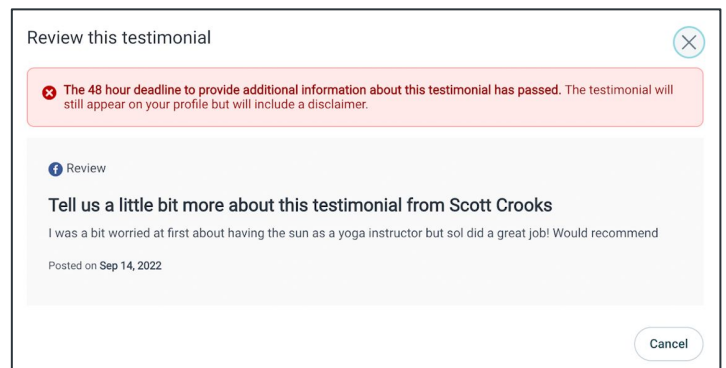 Review this testimonial
The 48 hour deadline to provide additional information about this testimonial has passed. The testimonial will
still appear on your profile but will include a disclaimer.
Review
Tell us a little bit more about this testimonial from Scott Crooks
I was a bit worried at first about having the sun as a yoga instructor but sol did a great job! Would recommend
Posted on Sep 14, 2022
Cancel